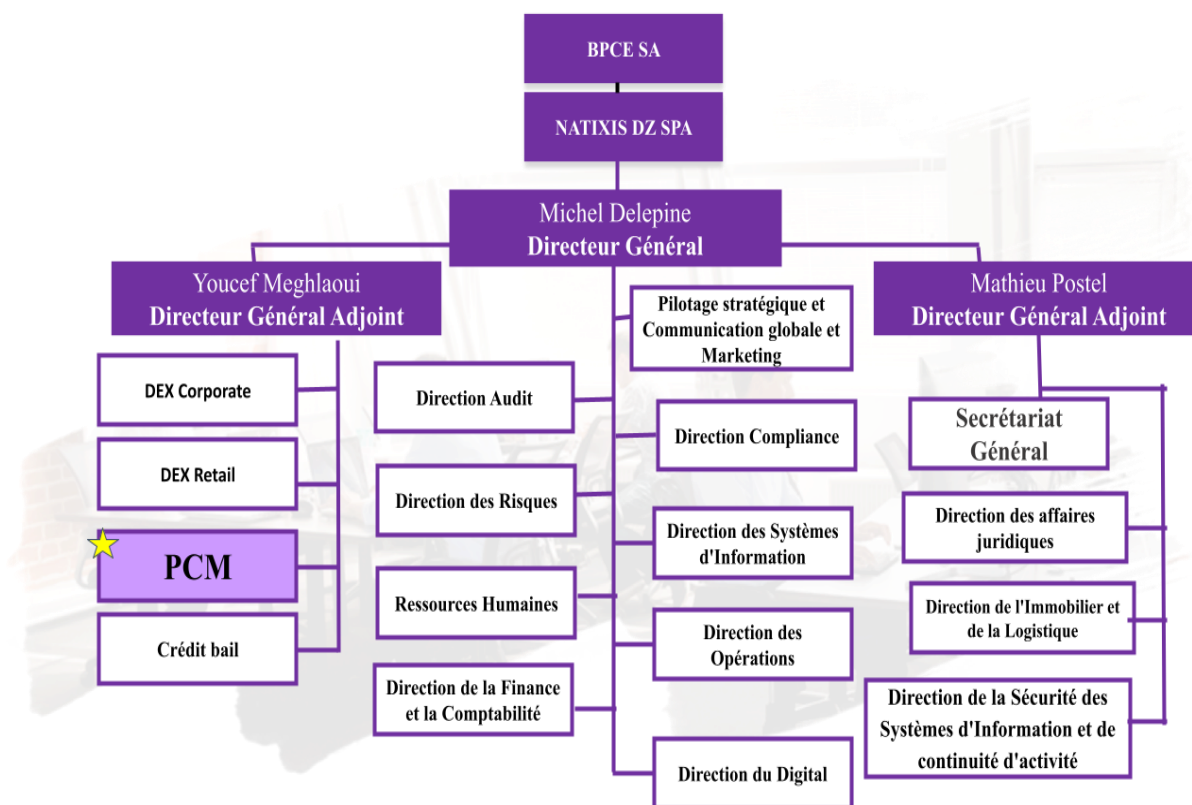 BPCE SA
NATIXIS DZ SPA
Michel Delepine
Directeur Général
Youcef Meghlaoui
Directeur Général Adjoint
Mathieu Postel
Directeur Général Adjoint
DEX Corporate
DEX Retail
PCM
Crédit bail
Direction Audit
Direction des Risques
Ressources Humaines
Direction de la Finance
et la Comptabilité
Pilotage stratégique et
Communication globale et
Marketing
Direction Compliance
Direction des Systèmes
d'Information
Direction des
Opérations
Direction du Digital
Secrétariat
Général
Direction des affaires
juridiques
Direction de l'Immobilier et
de la Logistique
Direction de la Sécurité des
Systèmes d'Information et de
continuité d'activité